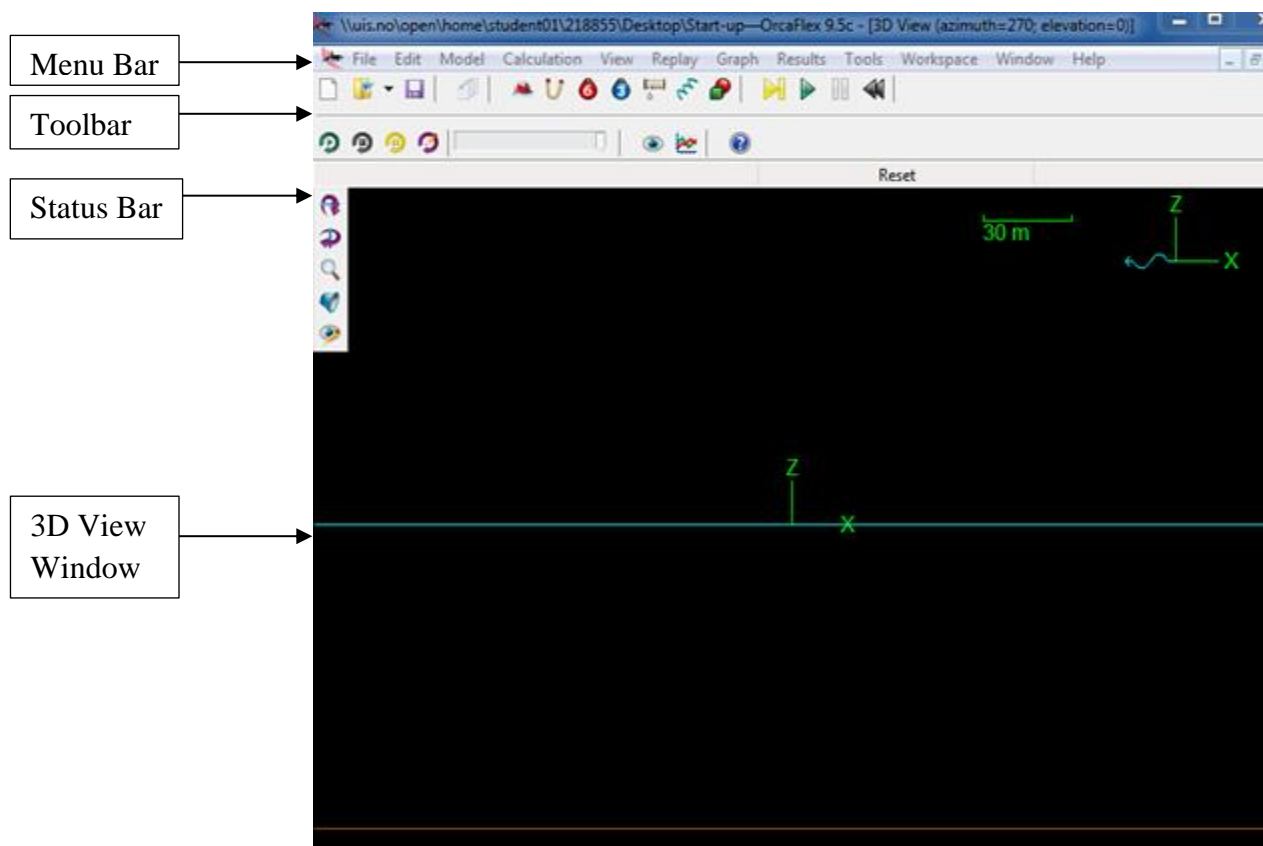 \\uis.no\open\home\student01\218855\Desktop\Start-up—OrcaFlex 9.5c - [3D View (azimuth=270; elevation=0)]
Menu Bar
File Edit Model Calculation View Replay Graph Results Tools Workspace Window Help
Toolbar
Reset
Status Bar
30 m
Z
X
Z
X
3D View
Window